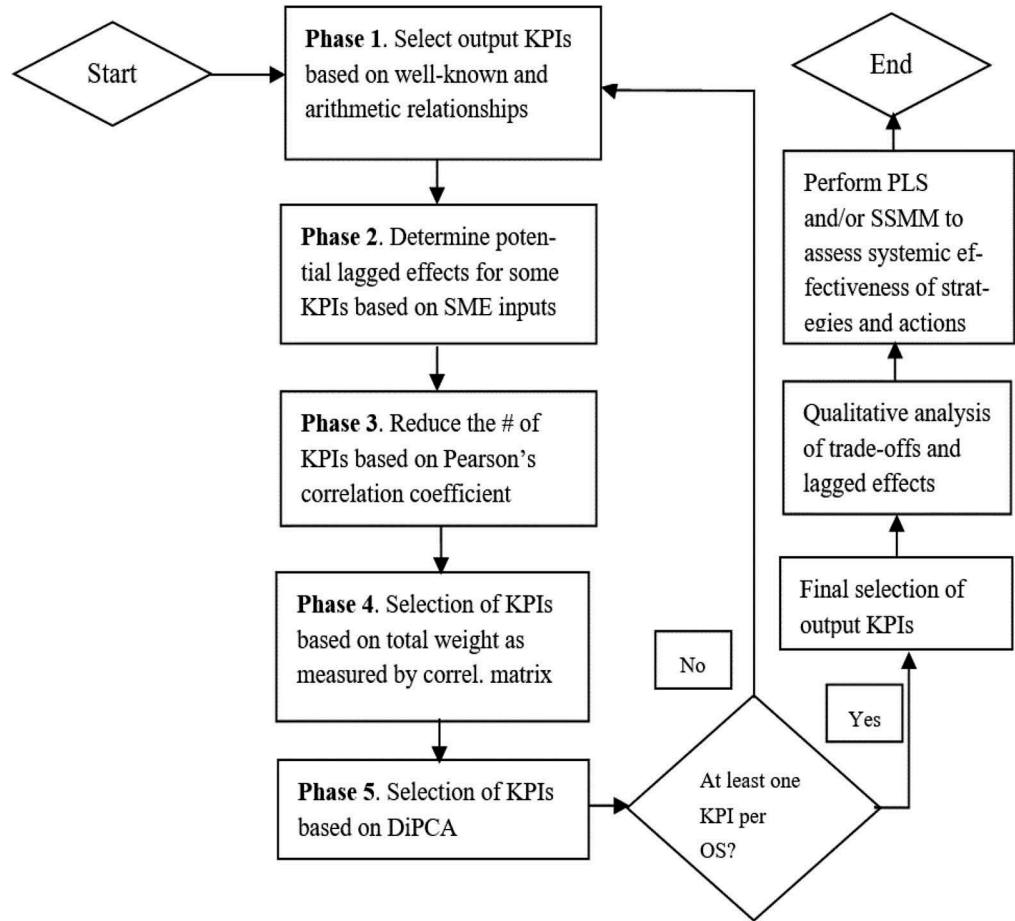 Start
Phase 1. Select output KPIs
based on well-known and
arithmetic relationships
Phase 2. Determine poten-
tial lagged effects for some
KPIs based on SME inputs
Phase 3. Reduce the # of
KPIs based on Pearson’s
correlation coefficient
Phase 4. Selection of KPIs
based on total weight as
measured by correl. matrix
Phase 5. Selection of KPIs
based on DiPCA
At least one
KPI per
OS?
No
Yes
Final selection of
output KPIs
Qualitative analysis
of trade-offs and
lagged effects
Perform PLS
and/or SSMM to
assess systemic ef-
fectiveness of strat-
egies and actions
End